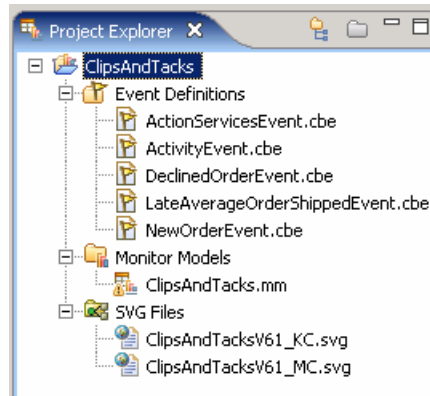 Project Explorer
ClipsAndTacks
Event Definitions
ActionServicesEvent.cbe
ActivityEvent.cbe
DeclinedOrderEvent.cbe
LateAverageOrderShippedEvent.cbe
NewOrderEvent.cbe
Monitor Models
ClipsAndTacks.mm
SVG Files
ClipsAndTacksV61_KC.svg
ClipsAndTacksV61_MC.svg